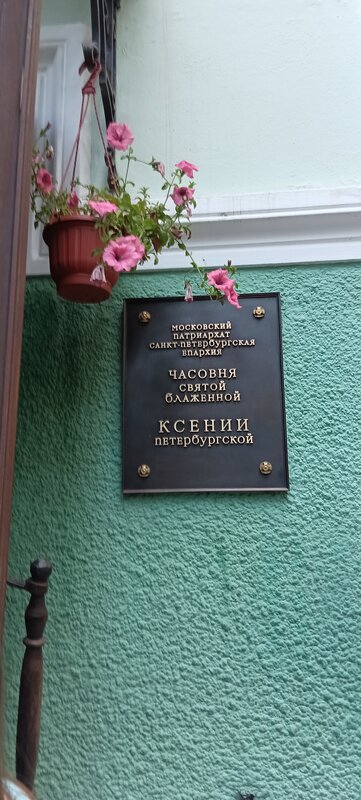 МОСКОВСКИЙ
ПАТРИАРХАТ
САНКТ-ПЕТЕРБУРГСКАЯ
ЕПАРХИЯ
ЧАСОВНЯ
СВЯТОЙ
БЛАЖЕННОЙ
КСЕНИИ
ПЕТЕРБУРГСКОЙ